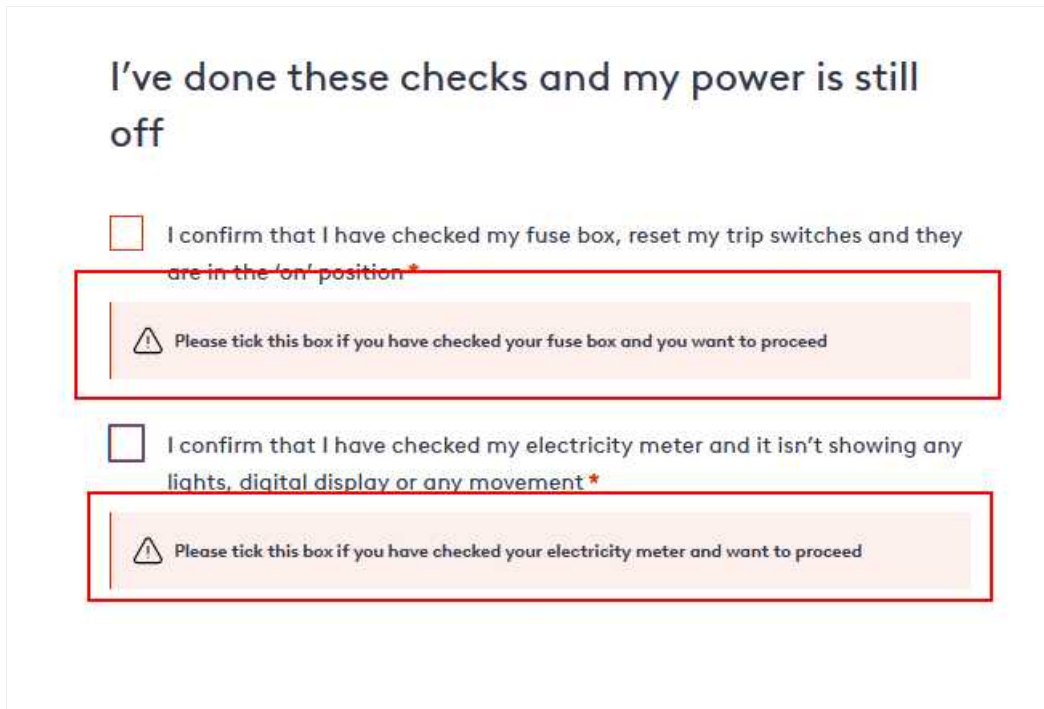 I’ve done these checks and my power is still
off
I confirm that I have checked my fuse box, reset my trip switches and they
are in the ‘on’ position *
Please tick this box if you have checked your fuse box and you want to proceed
I confirm that I have checked my electricity meter and it isn’t showing any
lights, digital display or any movement *
Please tick this box if you have checked your electricity meter and want to proceed